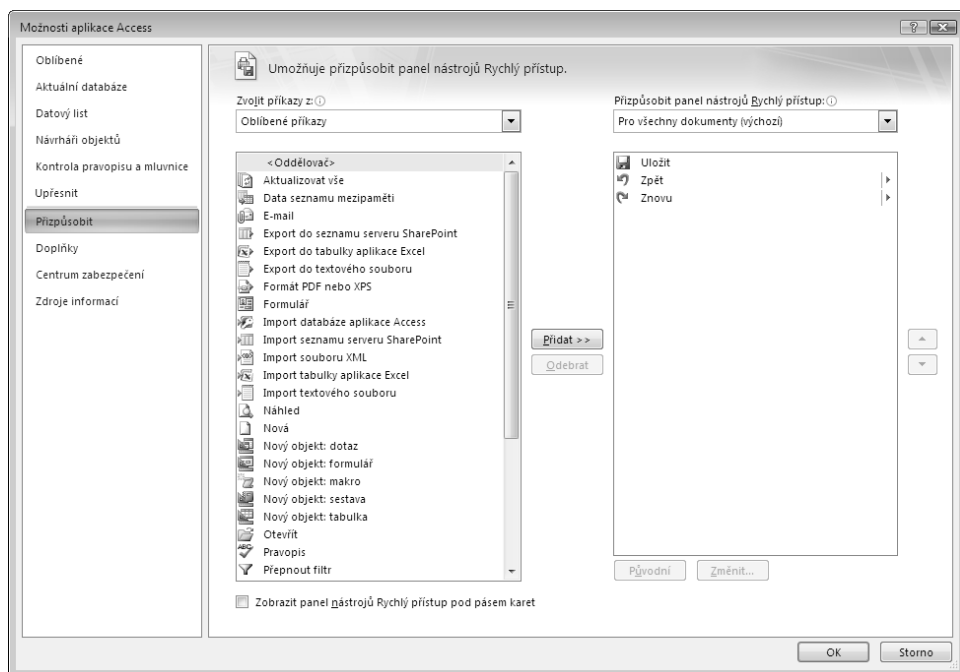 Možnosti aplikace Access
Oblíbené
Aktuální databáze
Datový list
Návrháři objektů
Kontrola pravopisu a mluvnice
Upřesnit
Přizpůsobit
Doplňky
Centrum zabezpečení
Zdroje informací
Umožňuje přizpůsobit panel nástrojů Rychlý přístup.
Zvolit příkazy z:
Oblíbené příkazy
<Oddělovač>
Aktualizovat vše
Data seznamu mezipaměti
E-mail
Export do seznamu serveru SharePoint
Export do tabulky aplikace Excel
Export do textového souboru
Formát PDF nebo XPS
Formulář
Import databáze aplikace Access
Import seznamu serveru SharePoint
Import souboru XML
Import tabulky aplikace Excel
Import textového souboru
Náhled
Nová
Nový objekt: dotaz
Nový objekt: formulář
Nový objekt: makro
Nový objekt: sestava
Nový objekt: tabulka
Otevřít
Pravopis
Přepnout filtr
Zobrazit panel nástrojů Rychlý přístup pod pásem karet
Přidat >>
Odebrat
Přizpůsobit panel nástrojů Rychlý přístup:
Pro všechny dokumenty (výchozí)
Uložit
Zpět
Znovu
Původní
Změnit...
OK
Storno